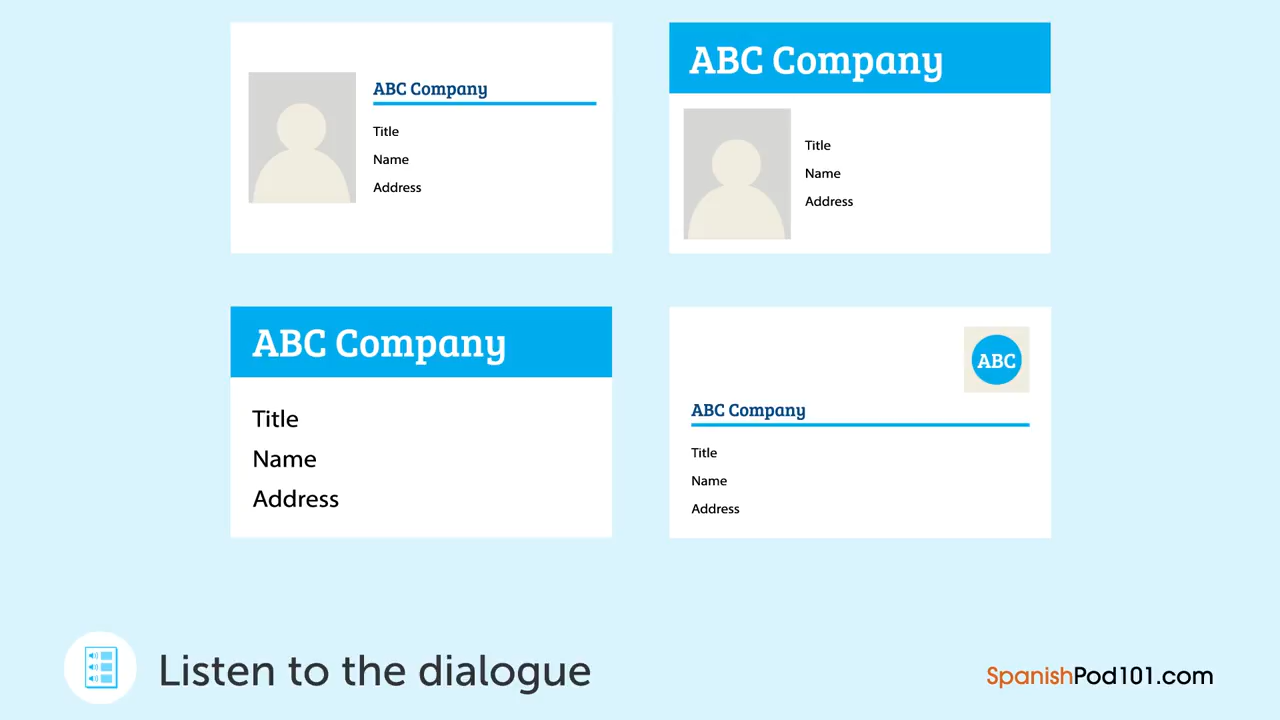 ABC Company
Title
Name
Address
ABC Company
Title
Name
Address
ABC Company
Title
Name
Address
ABC
ABC Company
Title
Name
Address
Listen to the dialogue
SpanishPod101.com